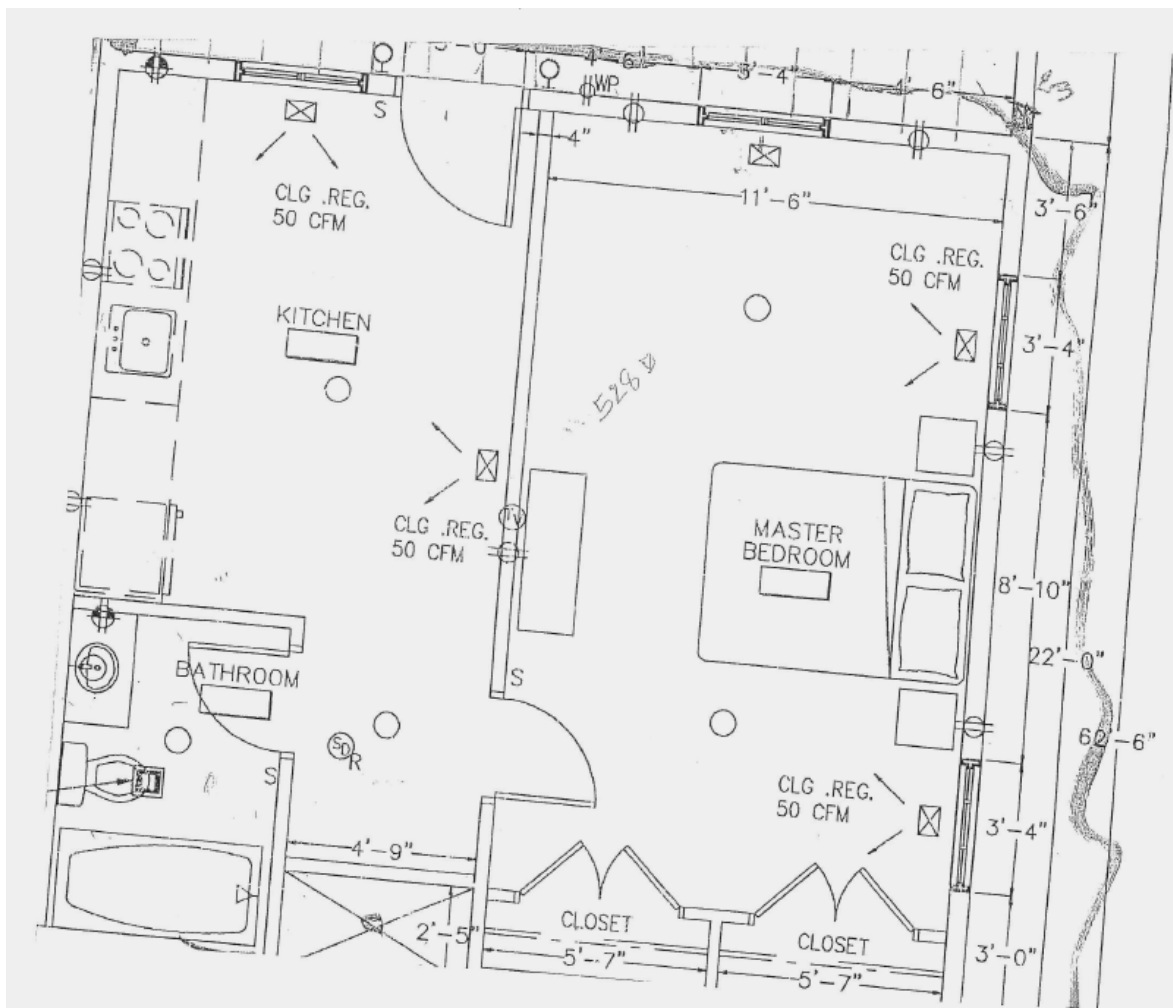 4'-6"
3'-4"
WP
4"
S
11'-6"
3'-6"
CLG .REG.
50 CFM
CLG .REG.
50 CFM
KITCHEN
3'-4"
528
CLG .REG.
50 CFM
TV
MASTER
BEDROOM
8'-10"
22'-0"
S
BATHROOM
62'-6"
SD
R
S
CLG .REG.
50 CFM
3'-4"
4'-9"
2'-5"
CLOSET
CLOSET
5'-7"
5'-7"
3'-0"